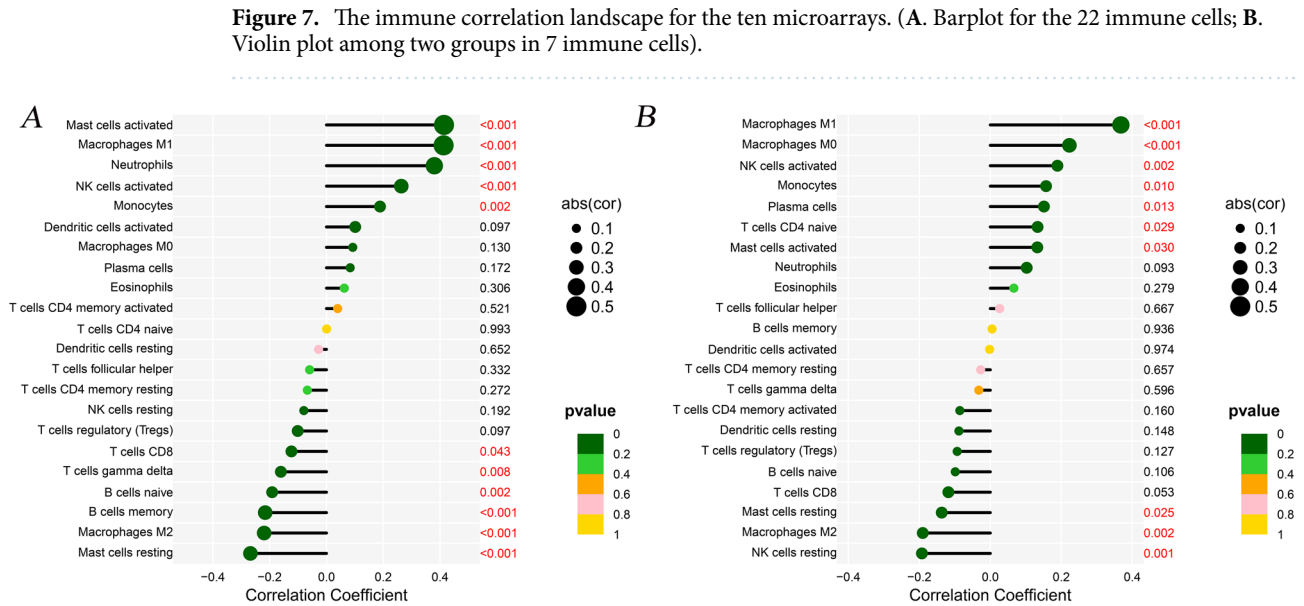 Figure 7. The immune correlation landscape for the ten microarrays. (A. Barplot for the 22 immune cells; B.
Violin plot among two groups in 7 immune cells).
A
Mast cells activated <0.001
Macrophages M1 <0.001
Neutrophils <0.001
NK cells activated <0.001
Monocytes 0.002
Dendritic cells activated 0.097
Macrophages M0 0.130
Plasma cells 0.172
Eosinophils 0.306
T cells CD4 memory activated 0.521
T cells CD4 naive 0.993
Dendritic cells resting 0.652
T cells follicular helper 0.332
T cells CD4 memory resting 0.272
NK cells resting 0.192
T cells regulatory (Tregs) 0.097
T cells CD8 0.043
T cells gamma delta 0.008
B cells naive 0.002
B cells memory <0.001
Macrophages M2 <0.001
Mast cells resting <0.001
−0.4 −0.2 0.0 0.2 0.4
Correlation Coefficient
abs(cor)
0.1
0.2
0.3
0.4
0.5
pvalue
0
0.2
0.4
0.6
0.8
1
B
Macrophages M1 <0.001
Macrophages M0 <0.001
NK cells activated 0.002
Monocytes 0.010
Plasma cells 0.013
T cells CD4 naive 0.029
Mast cells activated 0.030
Neutrophils 0.093
Eosinophils 0.279
T cells follicular helper 0.667
B cells memory 0.936
Dendritic cells activated 0.974
T cells CD4 memory resting 0.657
T cells gamma delta 0.596
T cells CD4 memory activated 0.160
Dendritic cells resting 0.148
T cells regulatory (Tregs) 0.127
B cells naive 0.106
T cells CD8 0.053
Mast cells resting 0.025
Macrophages M2 0.002
NK cells resting 0.001
−0.4 −0.2 0.0 0.2 0.4
Correlation Coefficient
abs(cor)
0.1
0.2
0.3
0.4
0.5
pvalue
0
0.2
0.4
0.6
0.8
1